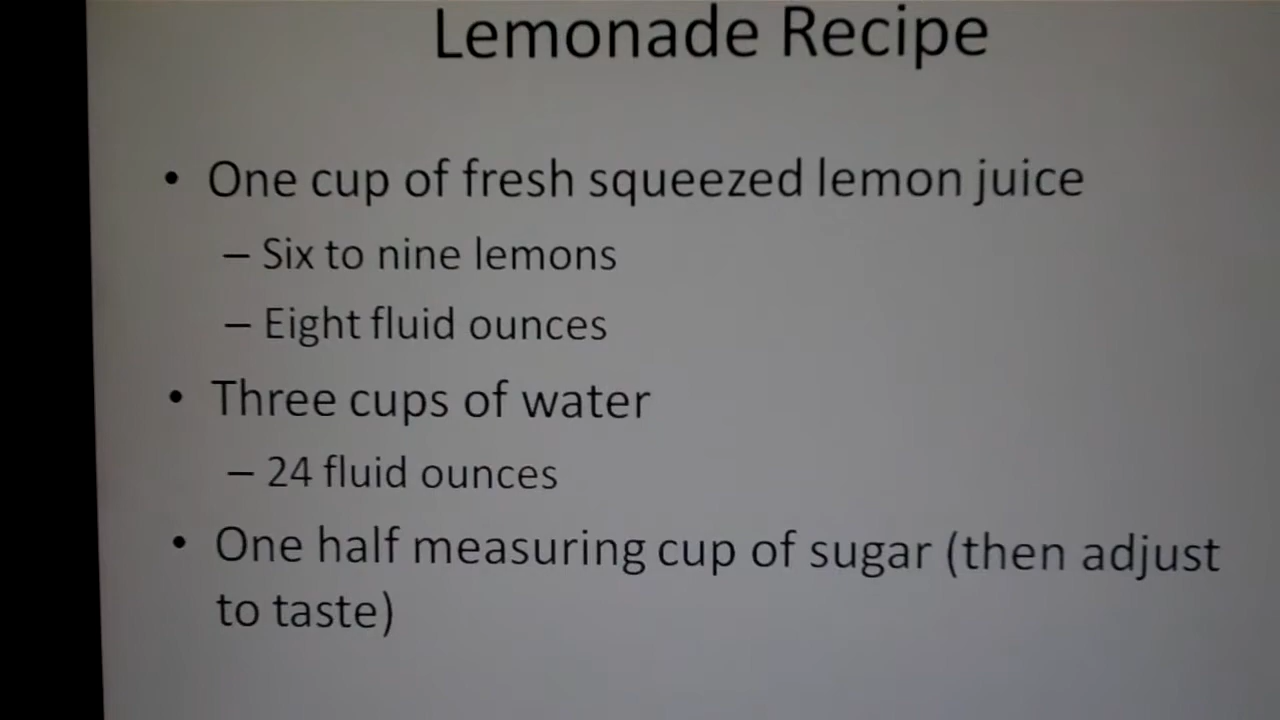 Lemonade Recipe
• One cup of fresh squeezed lemon juice
– Six to nine lemons
– Eight fluid ounces
• Three cups of water
– 24 fluid ounces
• One half measuring cup of sugar (then adjust
to taste)